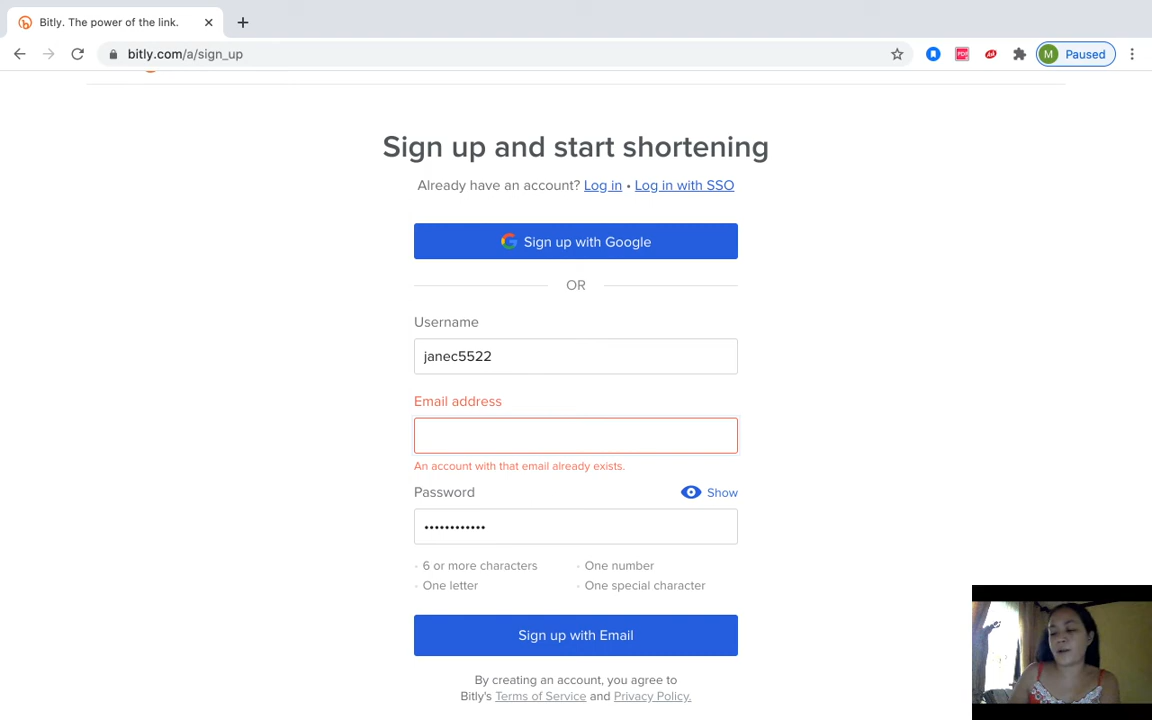 Bitly. The power of the link.
bitly.com/a/sign_up
PDF
M Paused
Sign up and start shortening
Already have an account? Log in • Log in with SSO
Sign up with Google
OR
Username
janec5522
Email address
An account with that email already exists.
Password
Show
••••••••••••
6 or more characters
One number
One letter
One special character
Sign up with Email
By creating an account, you agree to
Bitly's Terms of Service and Privacy Policy.